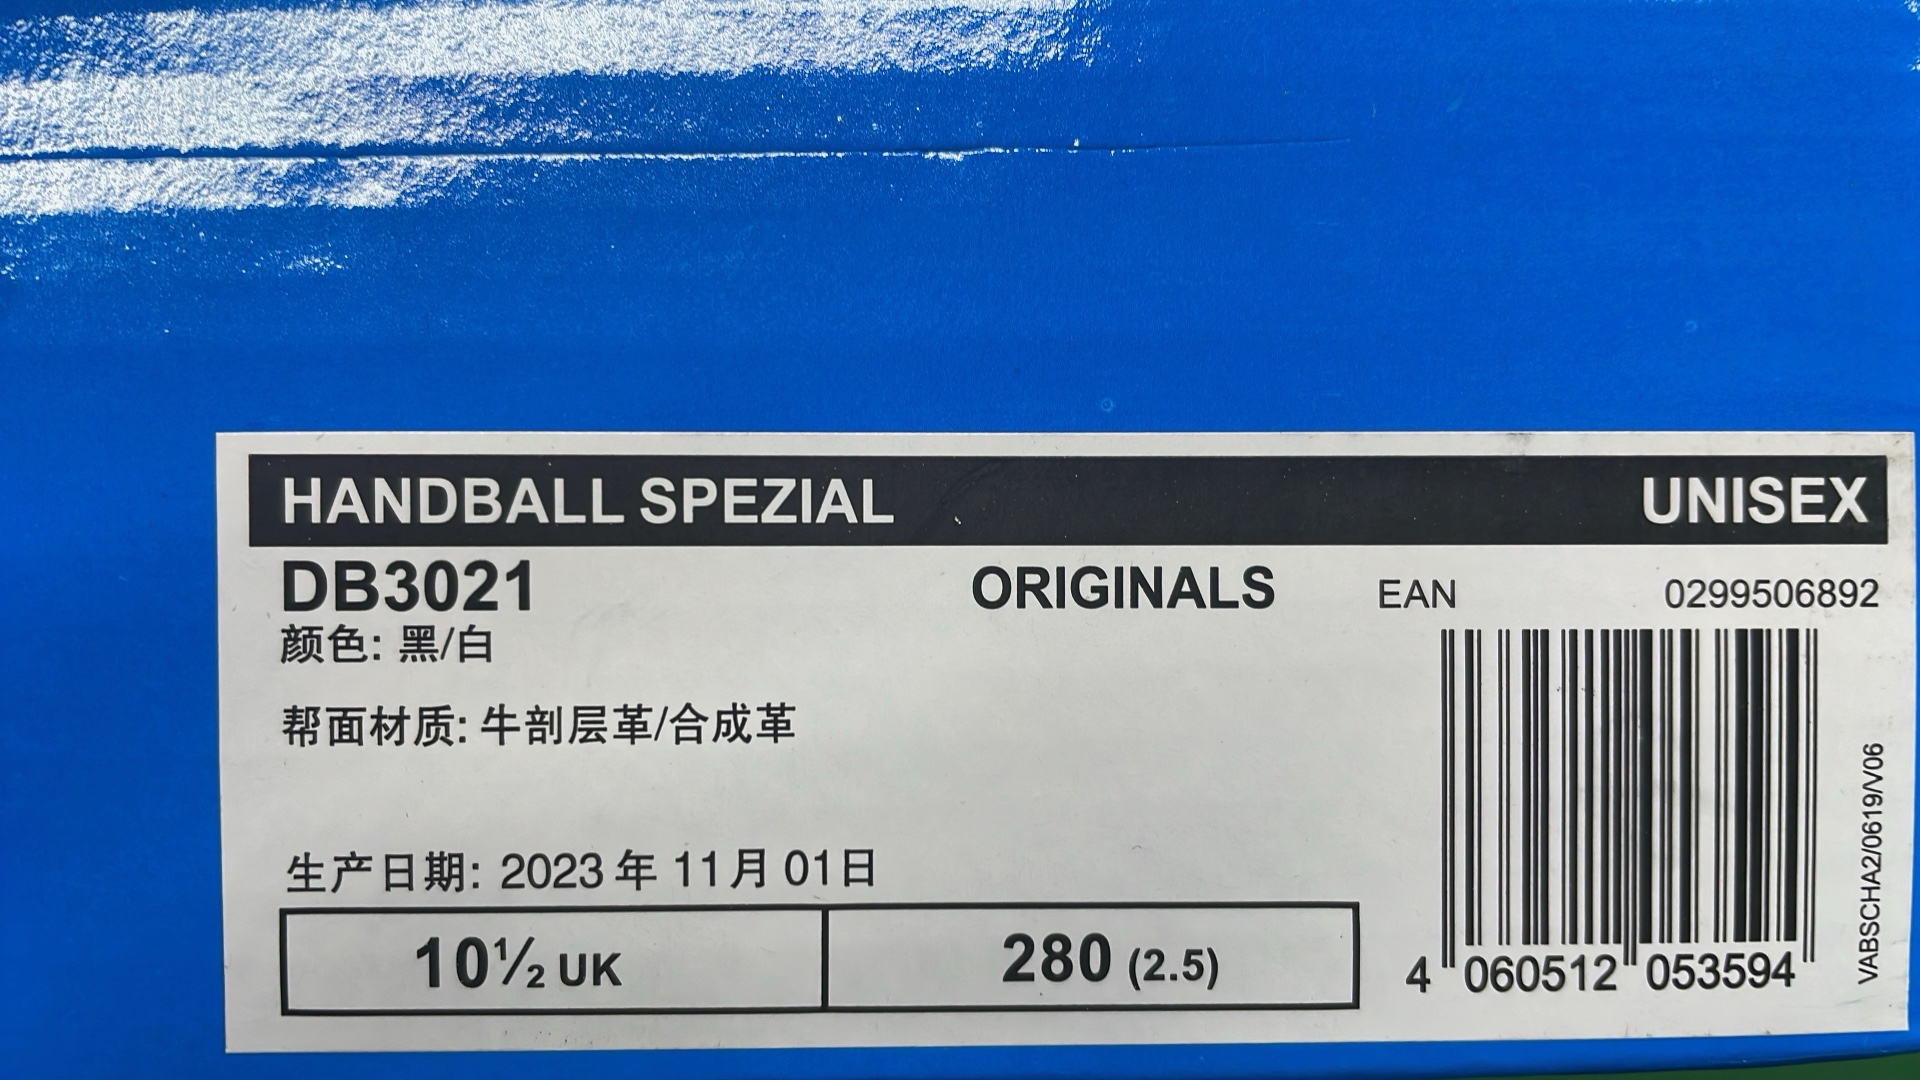 HANDBALL SPEZIAL UNISEX
DB3021 ORIGINALS EAN 0299506892
颜色: 黑/白
帮面材质: 牛剖层革/合成革
生产日期: 2023 年 11月 01日
10½ UK 280 (2.5)
4 060512 053594
VABSCHA2/0619/V06